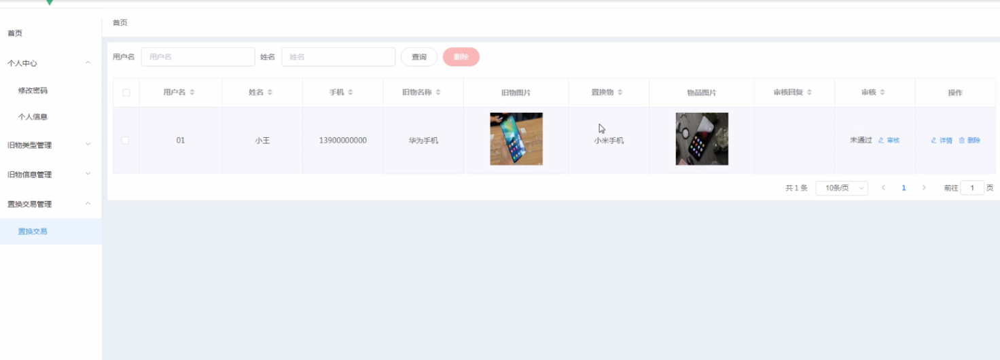 首页
个人中心
修改密码
个人信息
旧物类型管理
旧物信息管理
置换交易管理
置换交易
首页
用户名 用户名 姓名 姓名 查询 删除
用户名 姓名 手机 旧物名称 旧物图片 置换物 物品图片 审核回复 审核 操作
01 小王 13900000000 华为手机 小米手机 未通过 审核 详情 删除
共 1 条 10条/页 1 前往 1 页